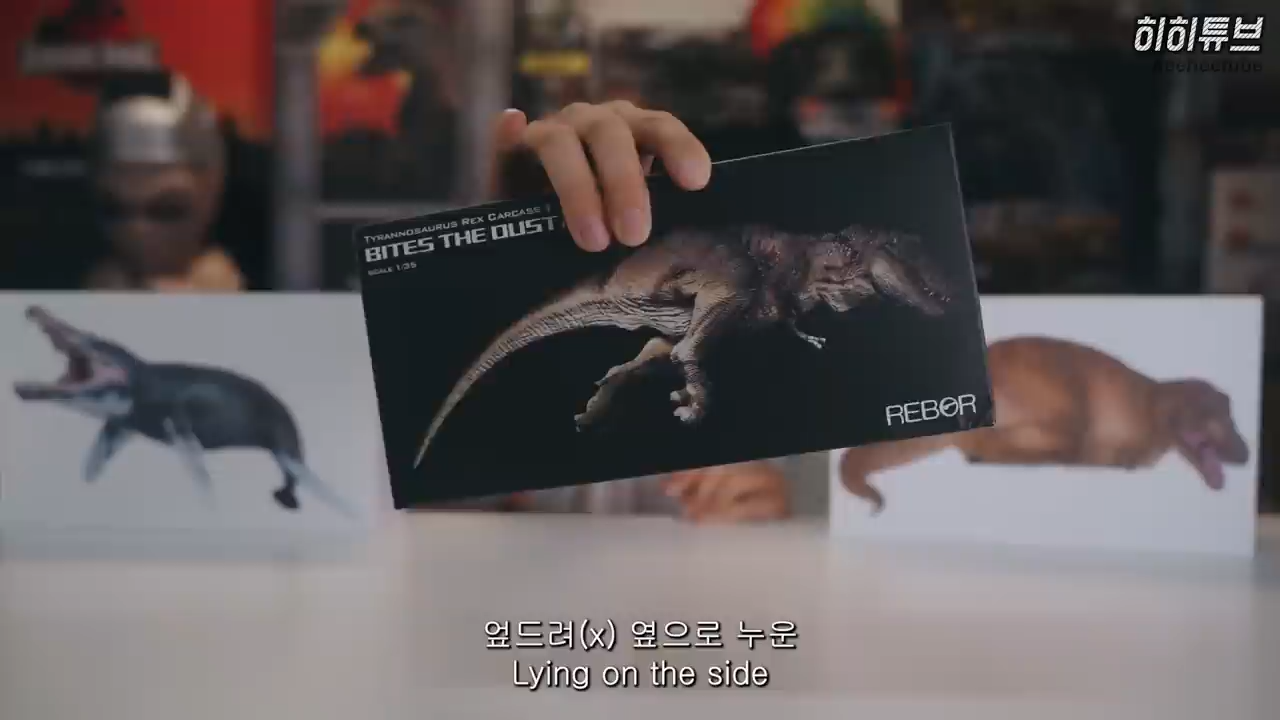 히히튜브
heeheetube
TYRANNOSAURUS REX CARCASE
BITES THE DUST
SCALE 1/35
REBOR
엎드려(x) 옆으로 누운
Lying on the side